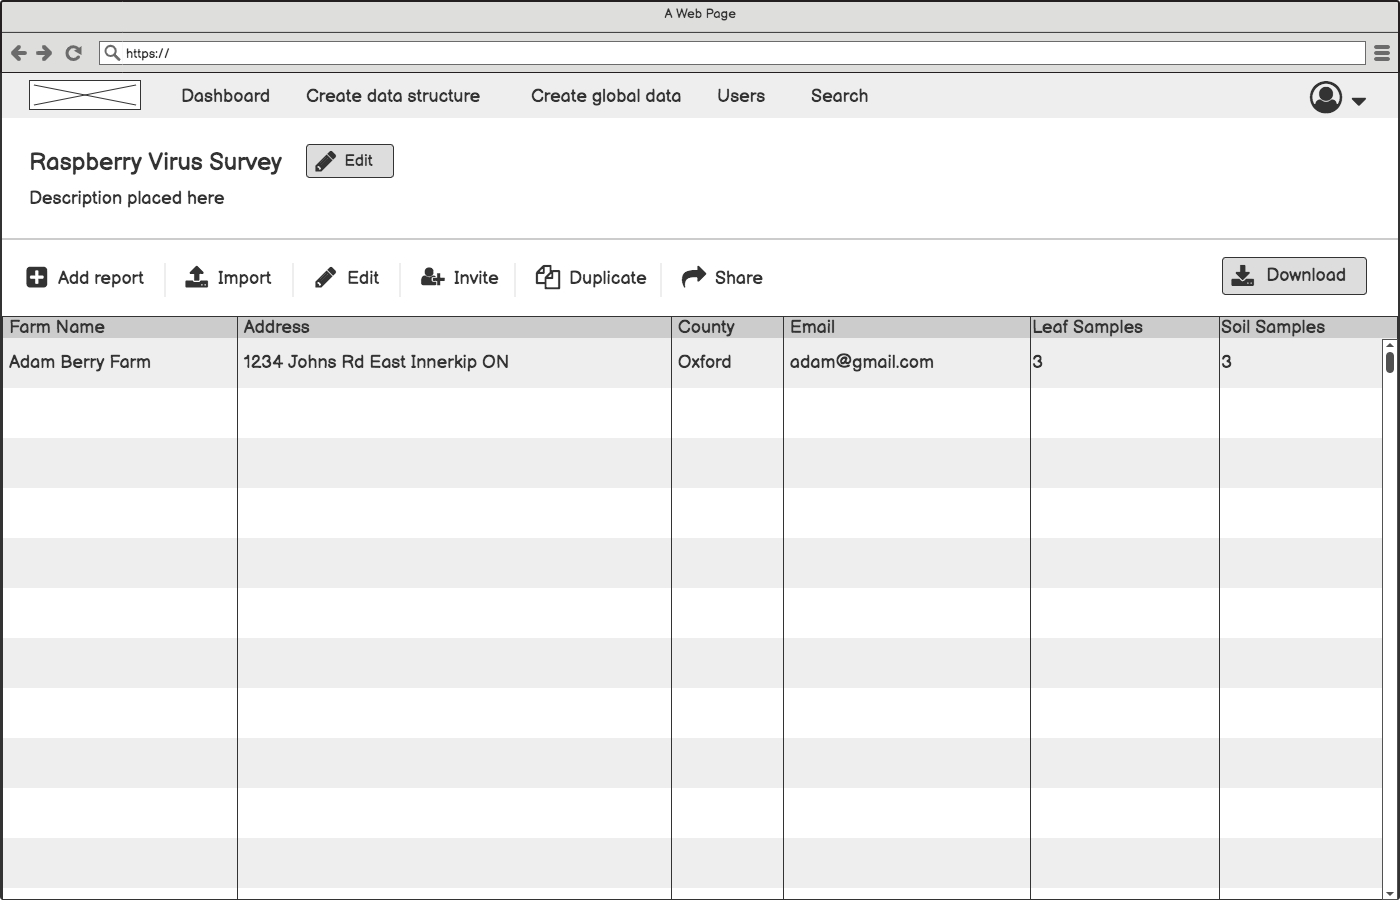 A Web Page
https://
Dashboard Create data structure Create global data Users Search
Raspberry Virus Survey Edit
Description placed here
Add report Import Edit Invite Duplicate Share Download
Farm Name Address County Email Leaf Samples Soil Samples
Adam Berry Farm 1234 Johns Rd East Innerkip ON Oxford adam@gmail.com 3 3